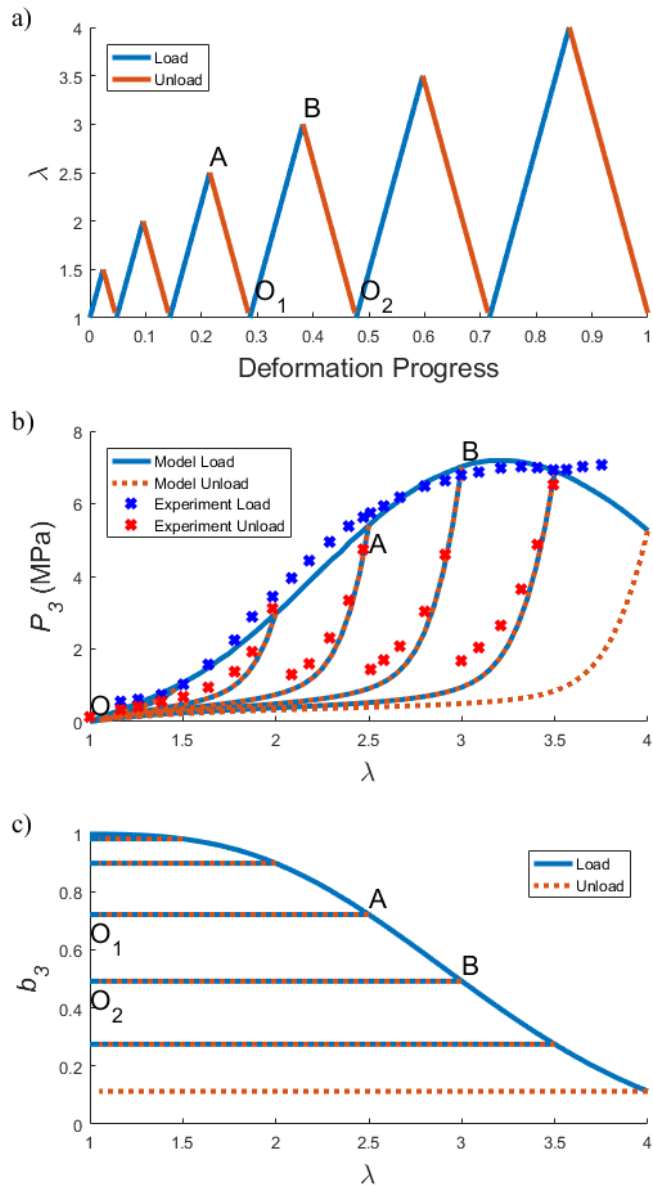 a)
4
3.5
3
2.5
2
1.5
1
λ
Load
Unload
A
B
O1
O2
0
0.1
0.2
0.3
0.4
0.5
0.6
0.7
0.8
0.9
1
Deformation Progress
b)
8
6
4
2
0
P3 (MPa)
Model Load
Model Unload
Experiment Load
Experiment Unload
B
A
O
1
1.5
2
2.5
3
3.5
4
λ
c)
1
0.8
0.6
0.4
0.2
0
b3
Load
Unload
A
O1
B
O2
1
1.5
2
2.5
3
3.5
4
λ